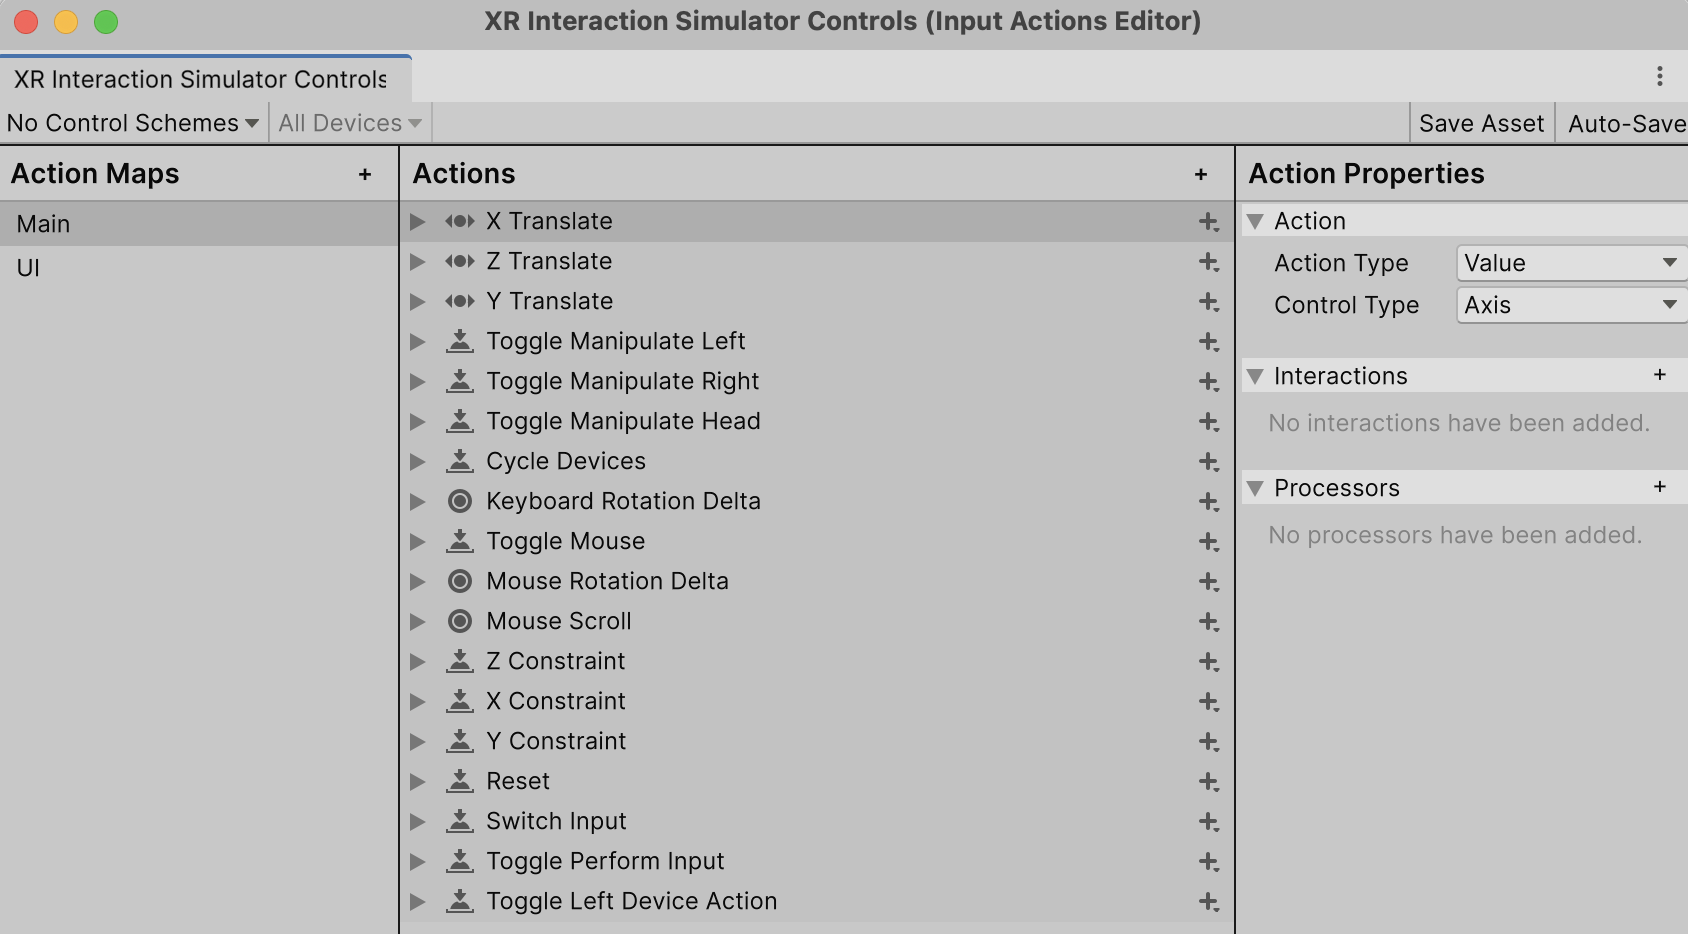 XR Interaction Simulator Controls (Input Actions Editor)
XR Interaction Simulator Controls
No Control Schemes All Devices Save Asset Auto-Save
Action Maps +
Main
UI
Actions +
X Translate
Z Translate
Y Translate
Toggle Manipulate Left
Toggle Manipulate Right
Toggle Manipulate Head
Cycle Devices
Keyboard Rotation Delta
Toggle Mouse
Mouse Rotation Delta
Mouse Scroll
Z Constraint
X Constraint
Y Constraint
Reset
Switch Input
Toggle Perform Input
Toggle Left Device Action
Action Properties
Action
Action Type Value
Control Type Axis
Interactions +
No interactions have been added.
Processors +
No processors have been added.